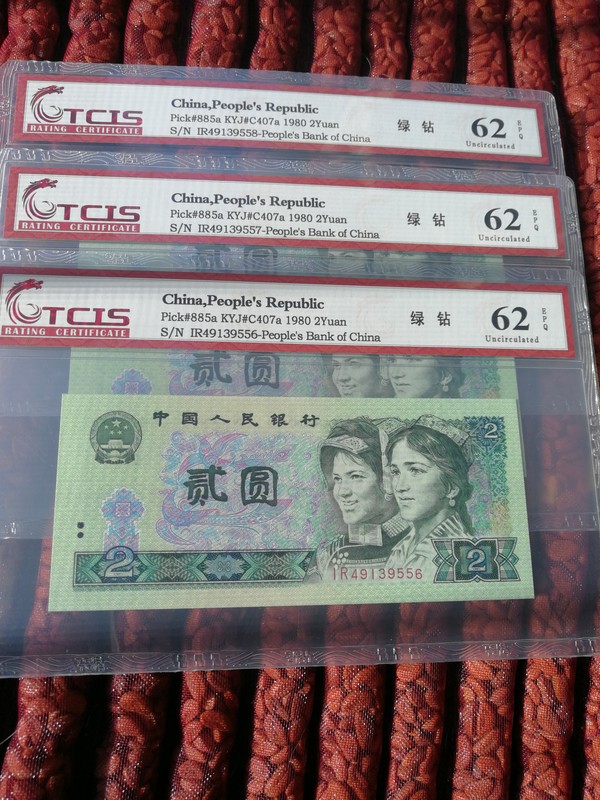 TCIS
RATING CERTIFICATE
China,People's Republic
Pick#885a KYJ#C407a 1980 2Yuan
S/N IR49139558-People's Bank of China
绿 钻
62
EPQ
Uncirculated
TCIS
RATING CERTIFICATE
China,People's Republic
Pick#885a KYJ#C407a 1980 2Yuan
S/N IR49139557-People's Bank of China
绿 钻
62
EPQ
Uncirculated
TCIS
RATING CERTIFICATE
China,People's Republic
Pick#885a KYJ#C407a 1980 2Yuan
S/N IR49139556-People's Bank of China
绿 钻
62
EPQ
Uncirculated
贰圆
中国人民银行
2
贰圆
2
IR49139556
2